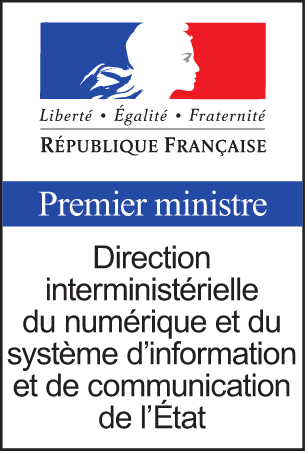 Liberté • Égalité • Fraternité
RÉPUBLIQUE FRANÇAISE
Premier ministre
Direction
interministérielle
du numérique et du
système d’information
et de communication
de l’État